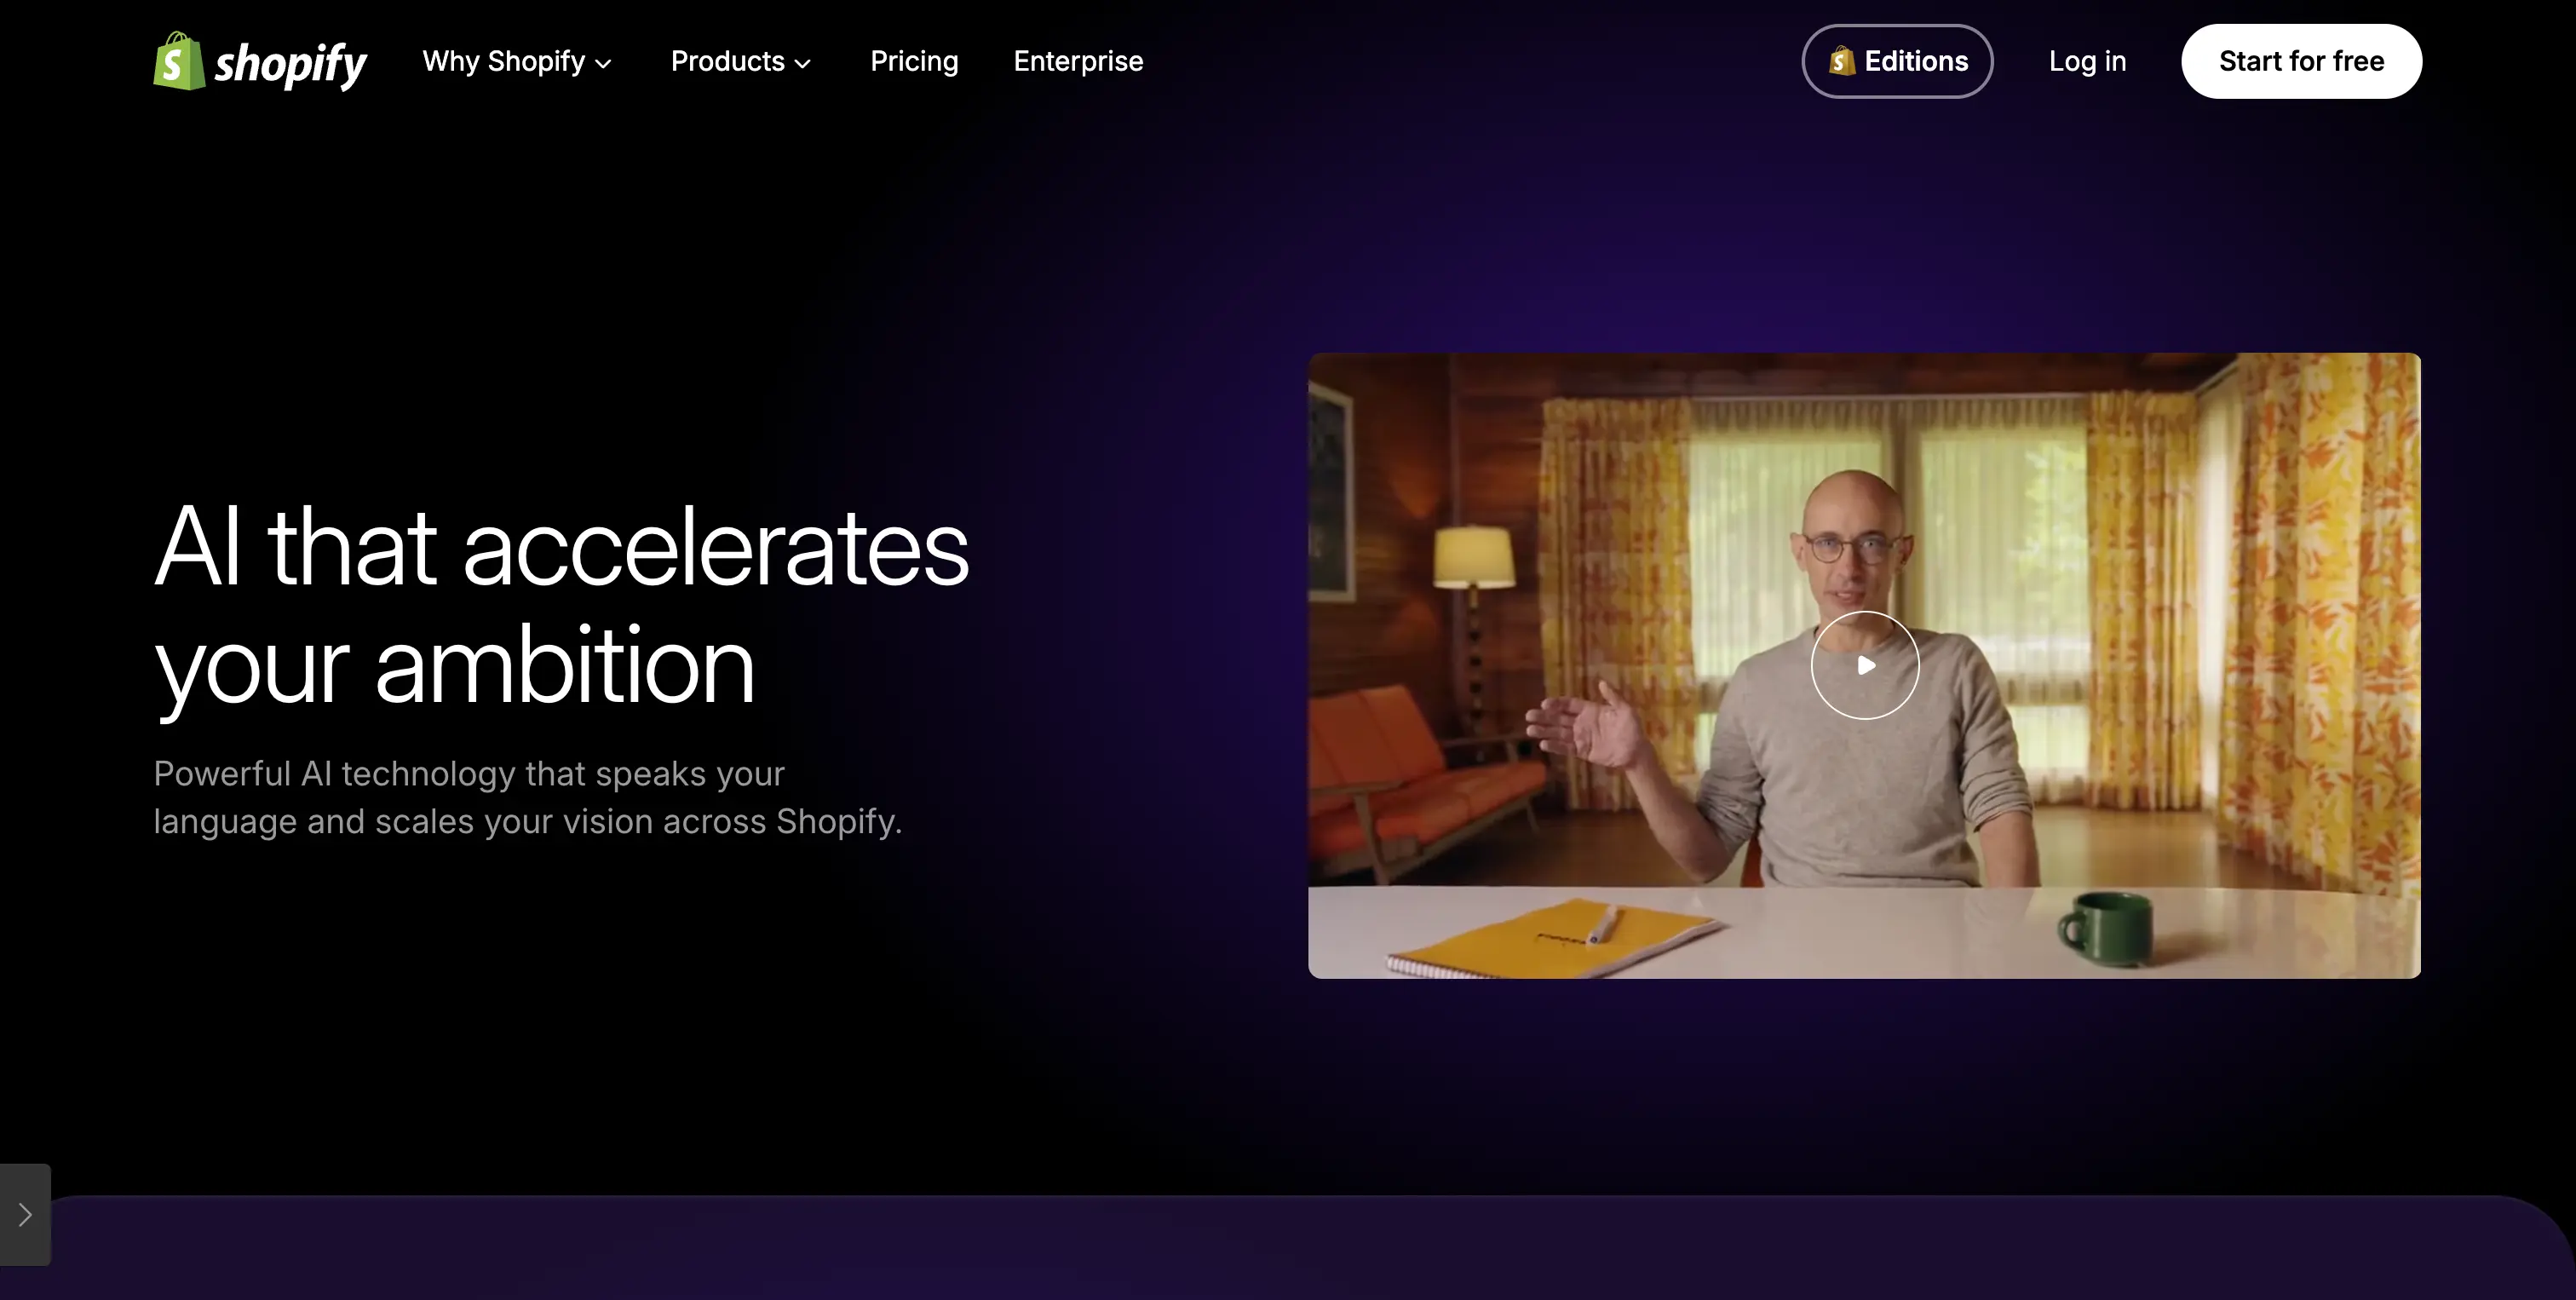 shopify
Why Shopify
Products
Pricing
Enterprise
Editions
Log in
Start for free
AI that accelerates
your ambition
Powerful AI technology that speaks your
language and scales your vision across Shopify.